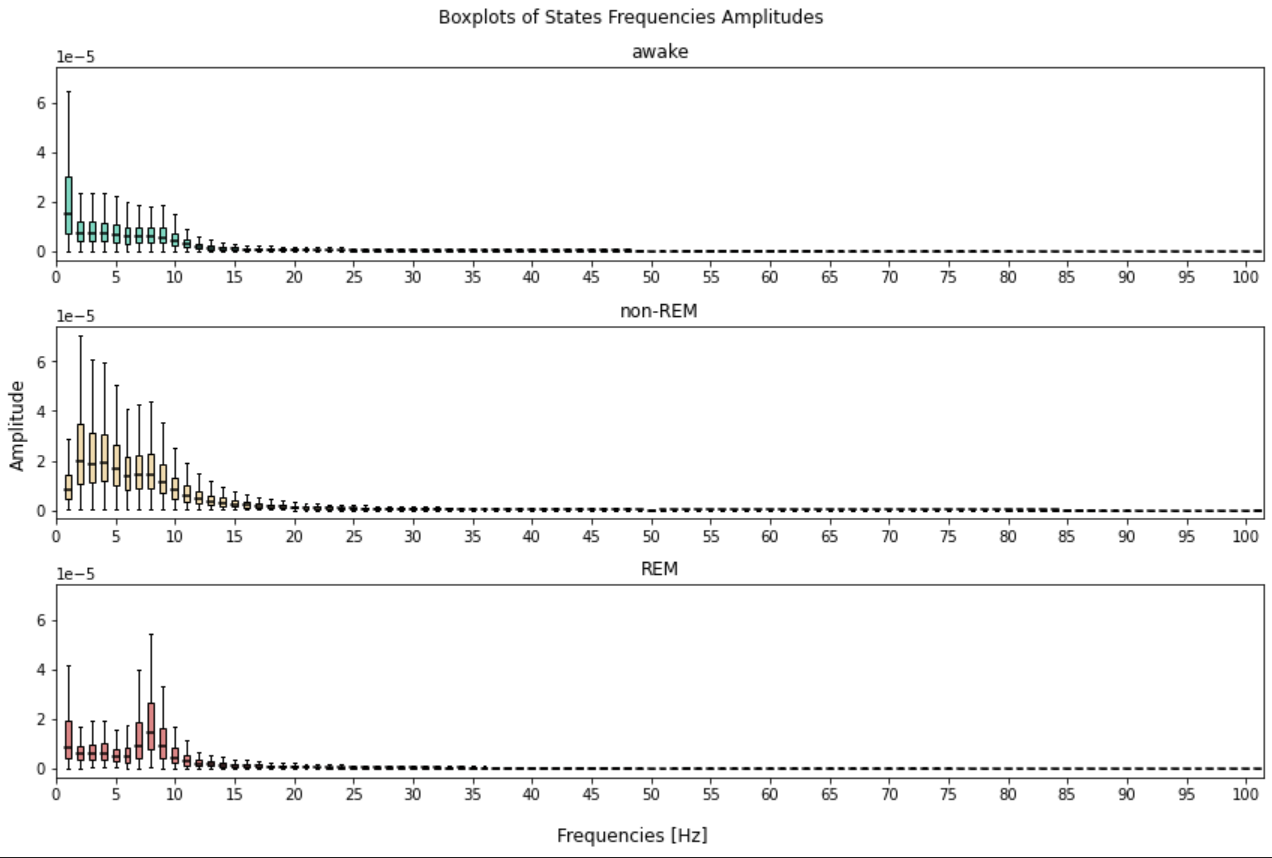 Boxplots of States Frequencies Amplitudes
awake
1e−5
6
4
2
0
0 5 10 15 20 25 30 35 40 45 50 55 60 65 70 75 80 85 90 95 100
non-REM
1e−5
6
4
2
0
0 5 10 15 20 25 30 35 40 45 50 55 60 65 70 75 80 85 90 95 100
Amplitude
REM
1e−5
6
4
2
0
0 5 10 15 20 25 30 35 40 45 50 55 60 65 70 75 80 85 90 95 100
Frequencies [Hz]